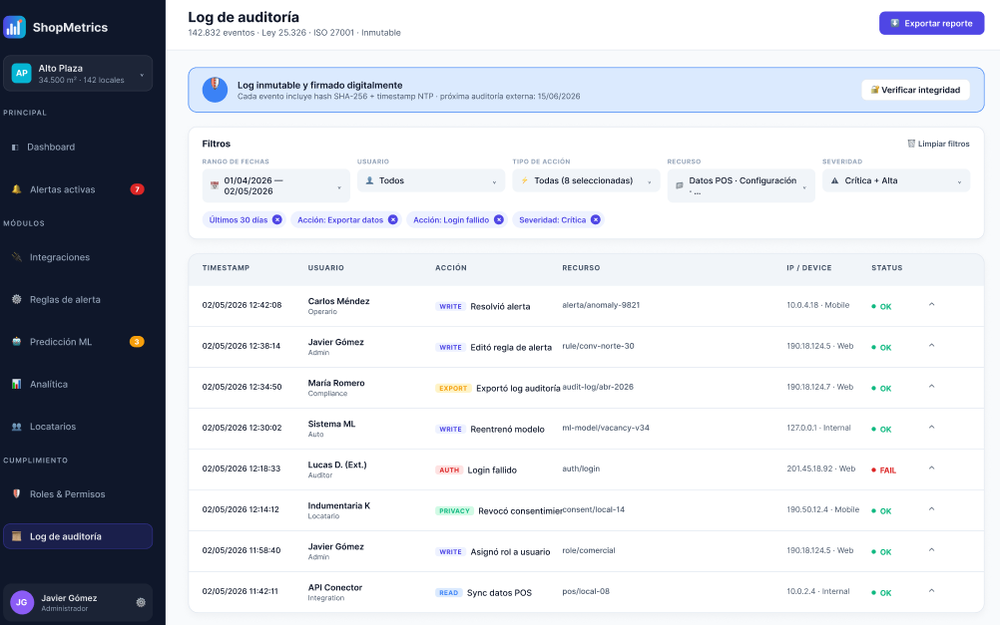 ShopMetrics
AP
Alto Plaza
34.500 m² · 142 locales
PRINCIPAL
Dashboard
Alertas activas
7
MÓDULOS
Integraciones
Reglas de alerta
Predicción ML
3
Analítica
Locatarios
CUMPLIMIENTO
Roles & Permisos
Log de auditoría
JG
Javier Gómez
Administrador
Log de auditoría
142.832 eventos · Ley 25.326 · ISO 27001 · Inmutable
Exportar reporte
Log inmutable y firmado digitalmente
Cada evento incluye hash SHA-256 + timestamp NTP · próxima auditoría externa: 15/06/2026
Verificar integridad
Filtros
Limpiar filtros
RANGO DE FECHAS
01/04/2026 —
02/05/2026
USUARIO
Todos
TIPO DE ACCIÓN
Todas (8 seleccionadas)
RECURSO
Datos POS · Configuración
· ...
SEVERIDAD
Crítica + Alta
Últimos 30 días
Acción: Exportar datos
Acción: Login fallido
Severidad: Crítica
TIMESTAMP USUARIO ACCIÓN RECURSO IP / DEVICE STATUS
02/05/2026 12:42:08 Carlos Méndez WRITE Resolvió alerta alerta/anomaly-9821 10.0.4.18 · Mobile OK
Operario
02/05/2026 12:38:14 Javier Gómez WRITE Editó regla de alerta rule/conv-norte-30 190.18.124.5 · Web OK
Admin
02/05/2026 12:34:50 María Romero EXPORT Exportó log auditoría audit-log/abr-2026 190.18.124.7 · Web OK
Compliance
02/05/2026 12:30:02 Sistema ML WRITE Reentrenó modelo ml-model/vacancy-v34 127.0.0.1 · Internal OK
Auto
02/05/2026 12:18:33 Lucas D. (Ext.) AUTH Login fallido auth/login 201.45.18.92 · Web FAIL
Auditor
02/05/2026 12:14:12 Indumentaria K PRIVACY Revocó consentimier consent/local-14 190.50.12.4 · Mobile OK
Locatario
02/05/2026 11:58:40 Javier Gómez WRITE Asignó rol a usuario role/comercial 190.18.124.5 · Web OK
Admin
02/05/2026 11:42:11 API Conector READ Sync datos POS pos/local-08 10.0.2.4 · Internal OK
Integration